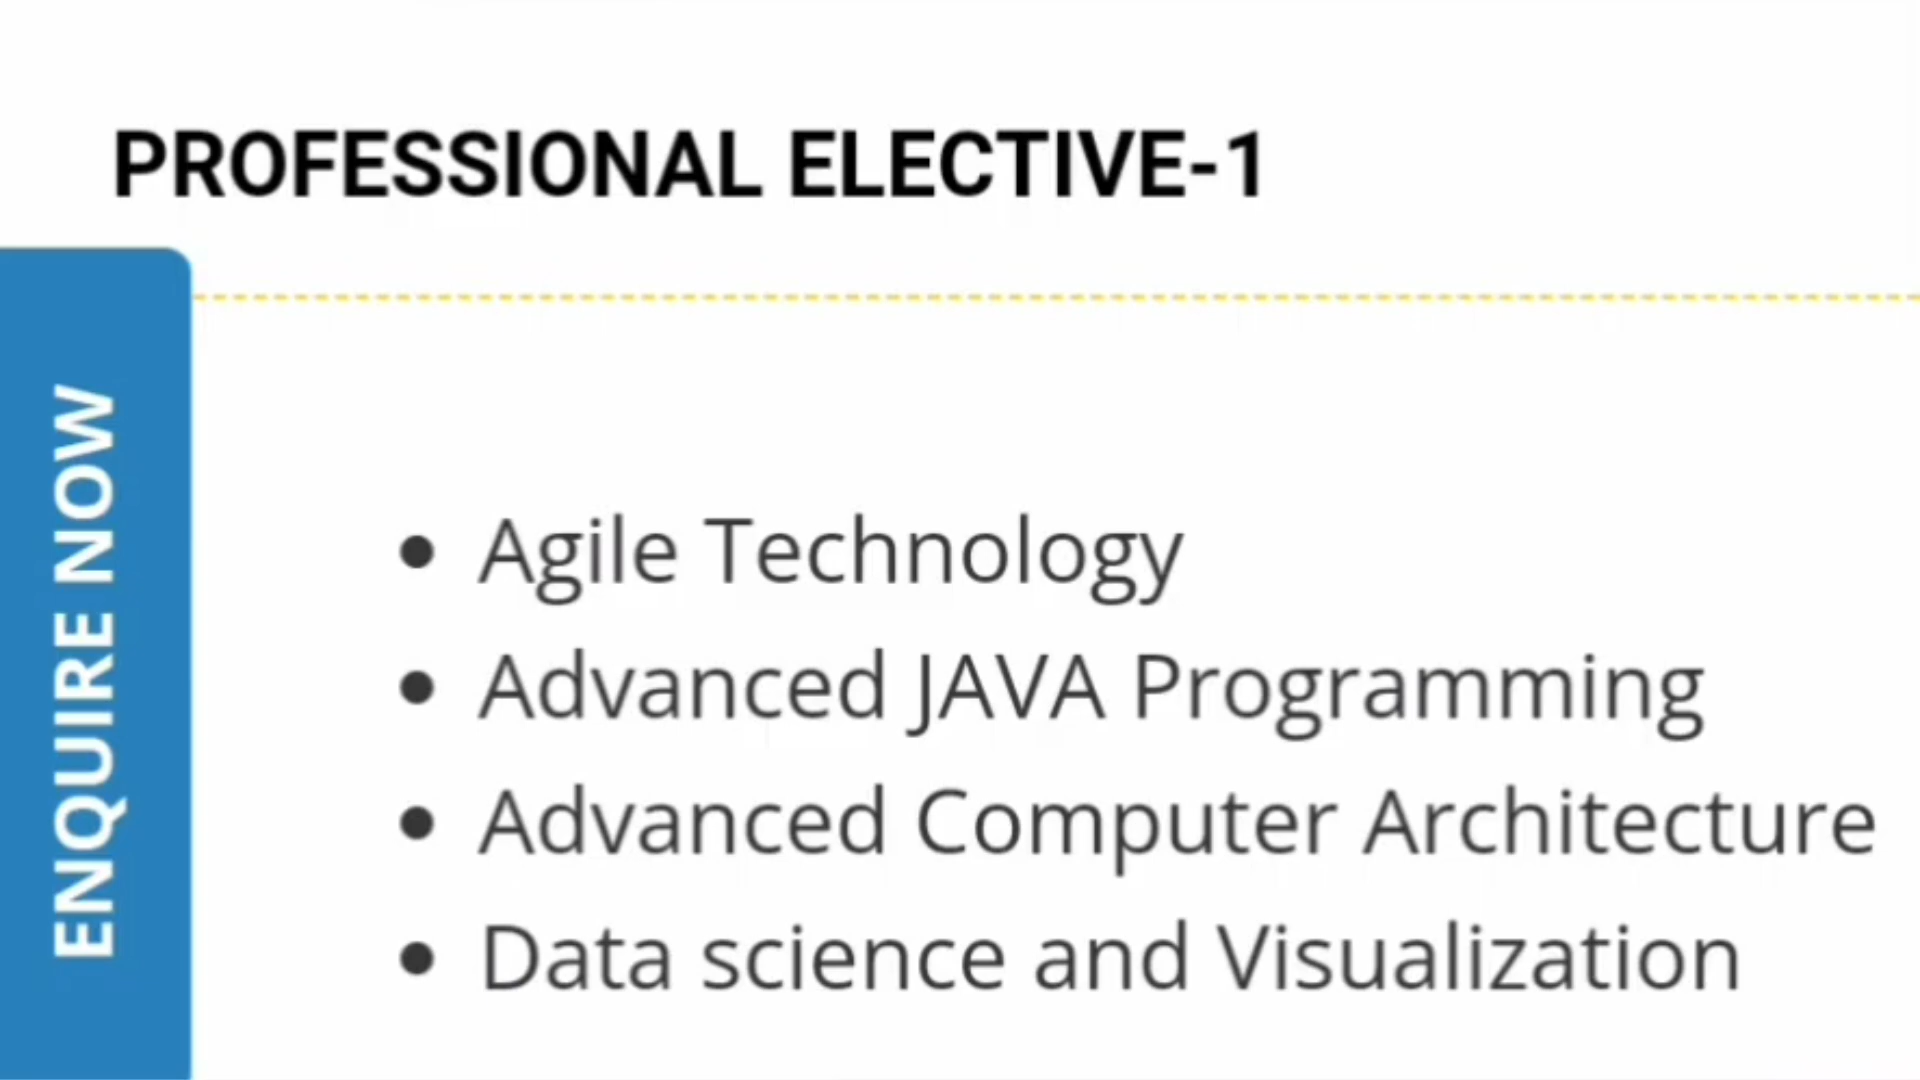 PROFESSIONAL ELECTIVE-1
ENQUIRE NOW
• Agile Technology
• Advanced JAVA Programming
• Advanced Computer Architecture
• Data science and Visualization